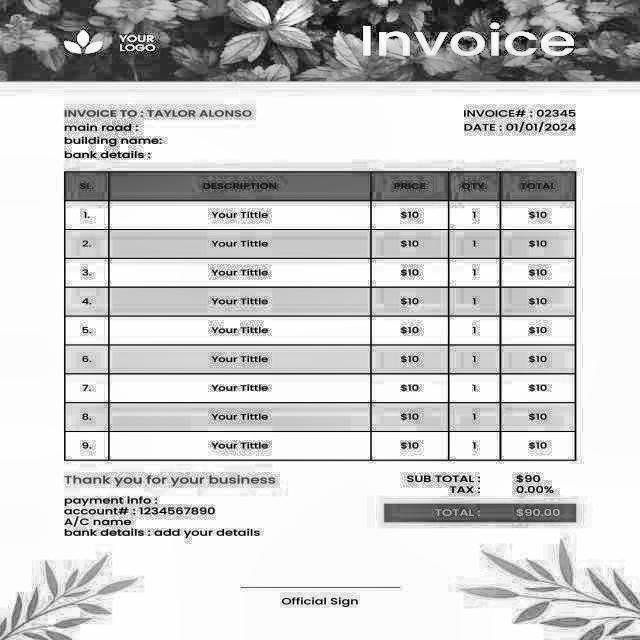 YOUR
LOGO
Invoice
INVOICE TO : TAYLOR ALONSO
main road :
building name:
bank details :
INVOICE# : 02345
DATE : 01/01/2024
SL. DESCRIPTION PRICE QTY. TOTAL
1. Your Tittle $10 1 $10
2. Your Tittle $10 1 $10
3. Your Tittle $10 1 $10
4. Your Tittle $10 1 $10
5. Your Tittle $10 1 $10
6. Your Tittle $10 1 $10
7. Your Tittle $10 1 $10
8. Your Tittle $10 1 $10
9. Your Tittle $10 1 $10
Thank you for your business
payment info :
account# : 1234567890
A/C name
bank details : add your details
SUB TOTAL : $90
TAX : 0.00%
TOTAL : $90.00
Official Sign